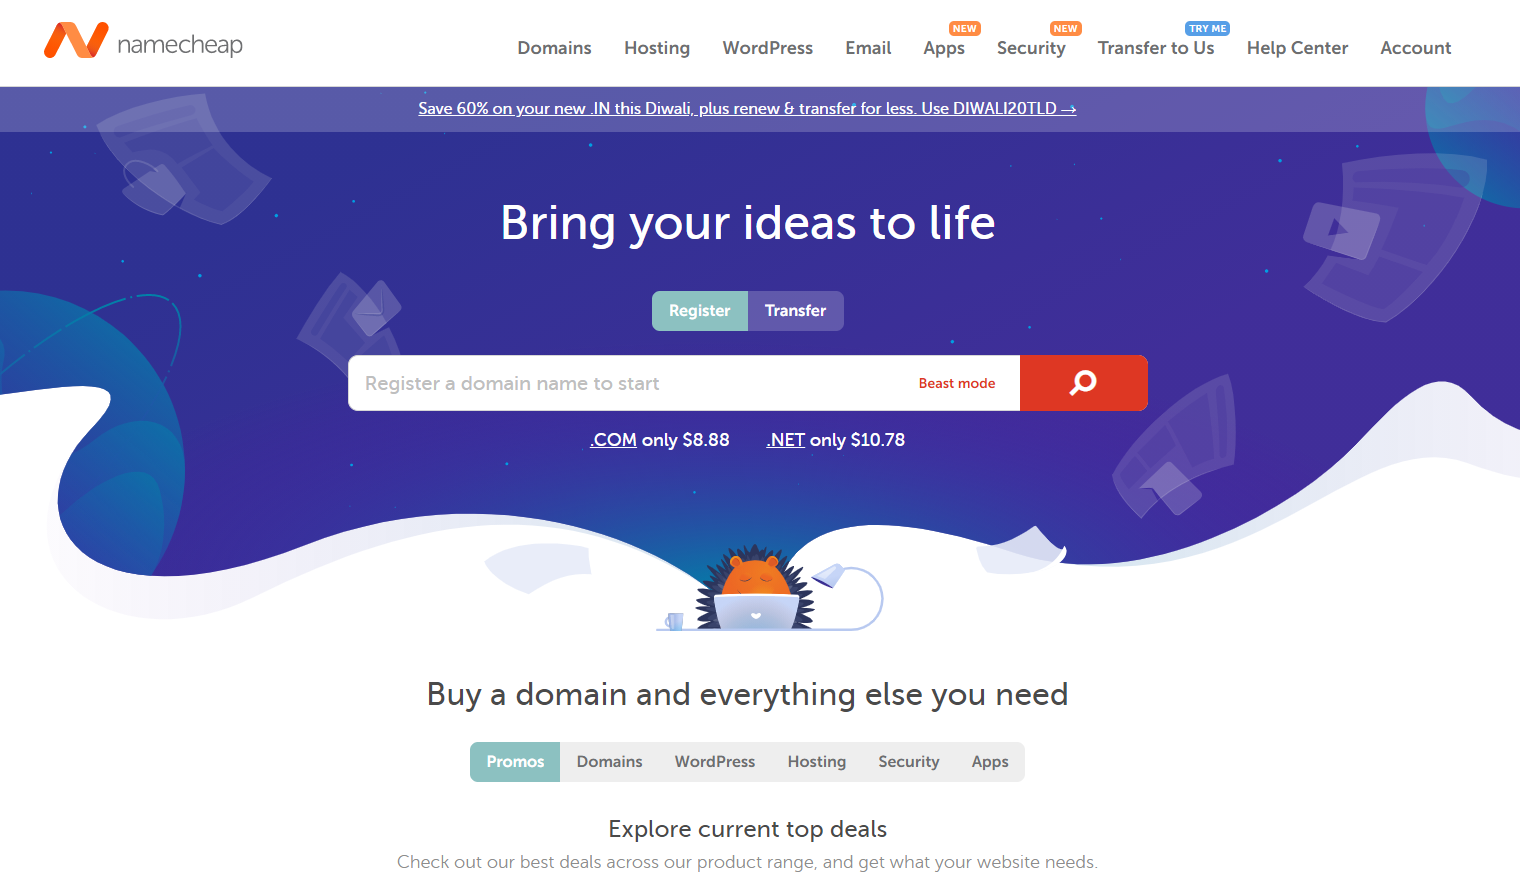 namecheap
Domains Hosting WordPress Email Apps NEW Security NEW Transfer to Us TRY ME Help Center Account
Save 60% on your new .IN this Diwali, plus renew & transfer for less. Use DIWALI20TLD →
Bring your ideas to life
Register Transfer
Register a domain name to start Beast mode
.COM only $8.88 .NET only $10.78
Buy a domain and everything else you need
Promos Domains WordPress Hosting Security Apps
Explore current top deals
Check out our best deals across our product range, and get what your website needs.